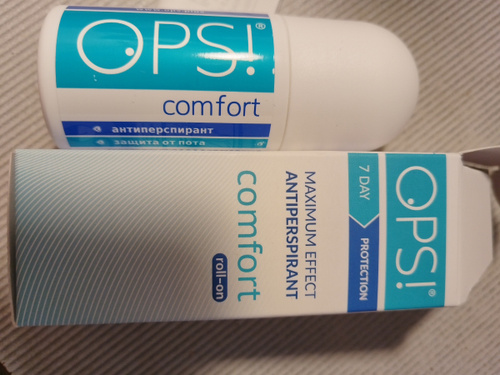 OPS!®
comfort
антиперспирант
защита от пота
OPS!®
7 DAY
PROTECTION
MAXIMUM EFFECT
ANTIPERSPIRANT
comfort
roll-on